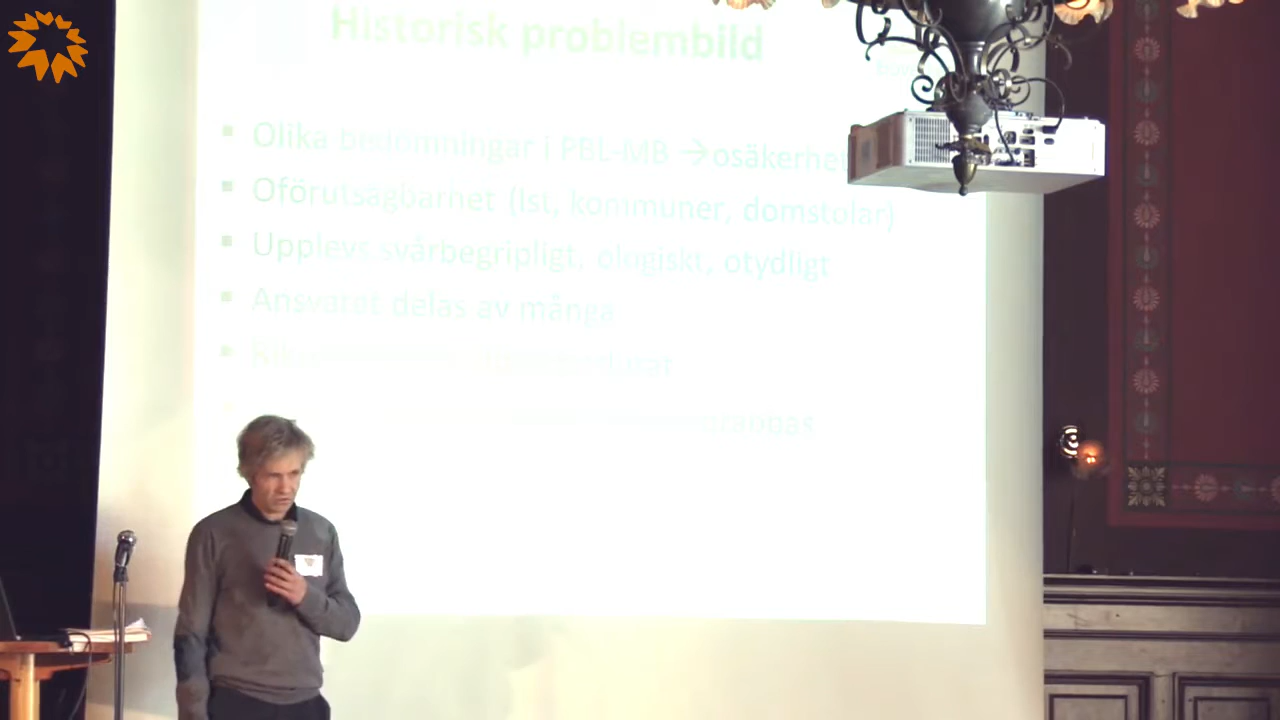 Historisk problembild
Olika bedömningar i PBL-MB →osäkerhet
Oförutsägbarhet (lst, kommuner, domstolar)
Upplevs svårbegripligt, ologiskt, otydligt
Ansvaret delas av många